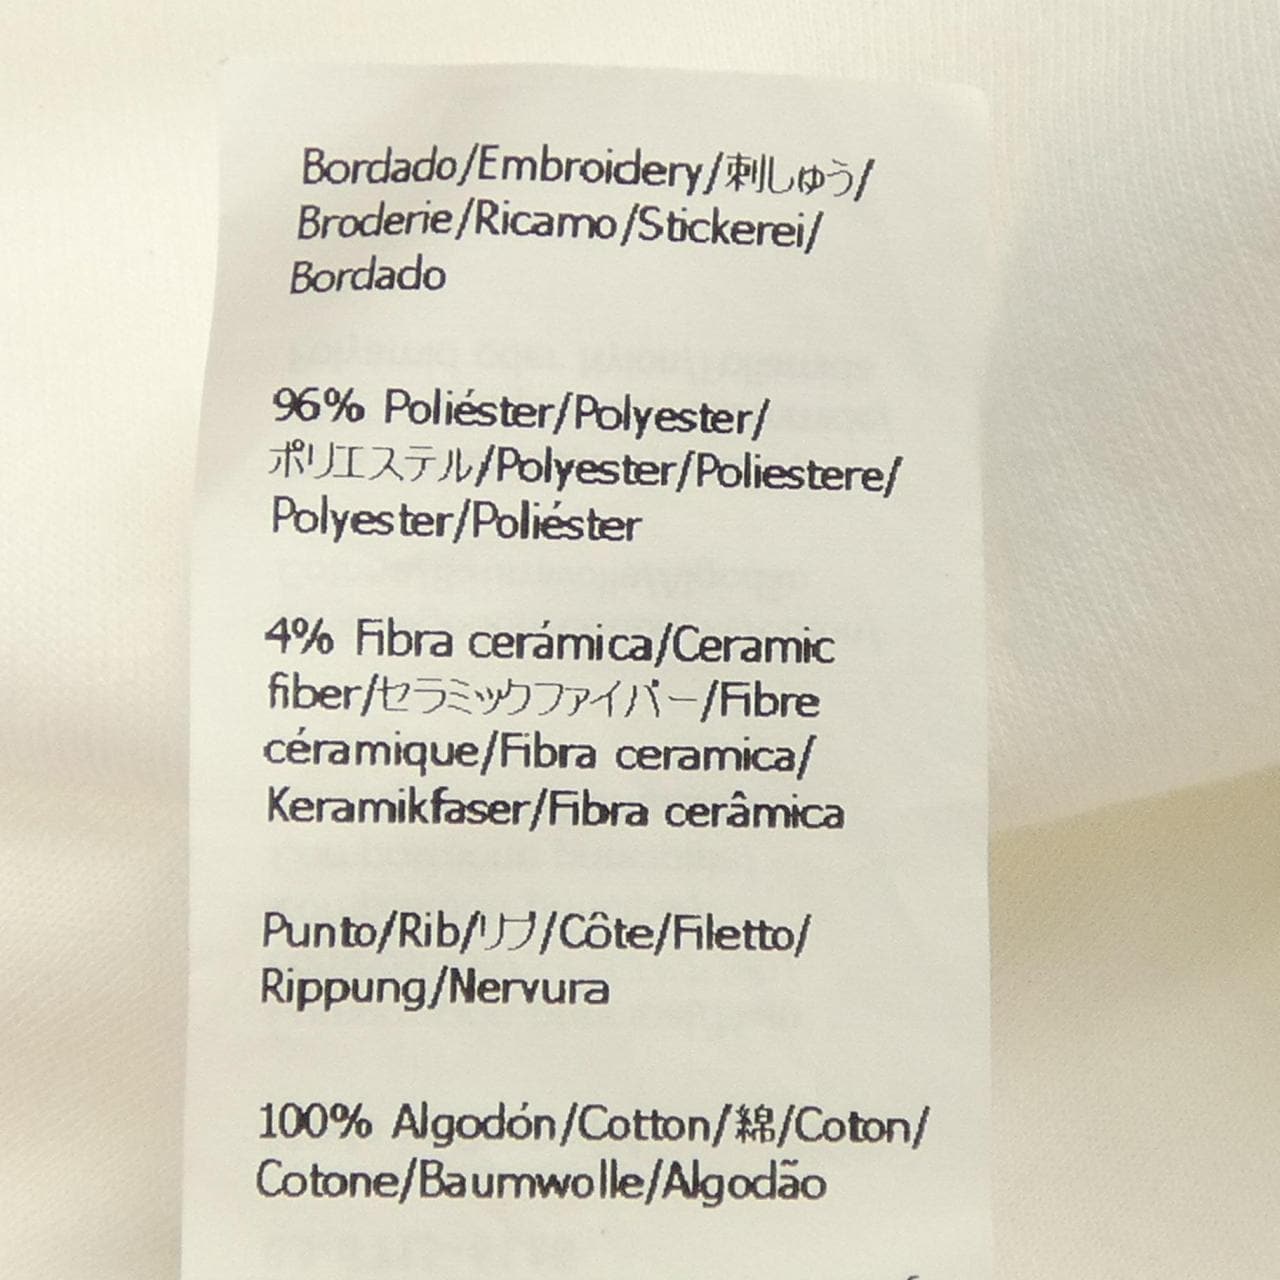 Bordado/Embroidery/刺しゅう/
Broderie/Ricamo/Stickerei/
Bordado
96% Poliéster/Polyester/
ポリエステル/Polyester/Poliestere/
Polyester/Poliéster
4% Fibra cerámica/Ceramic
fiber/セラミックファイバー/Fibre
céramique/Fibra ceramica/
Keramikfaser/Fibra cerâmica
Punto/Rib/リブ/Côte/Filetto/
Rippung/Nervura
100% Algodón/Cotton/綿/Coton/
Cotone/Baumwolle/Algodão